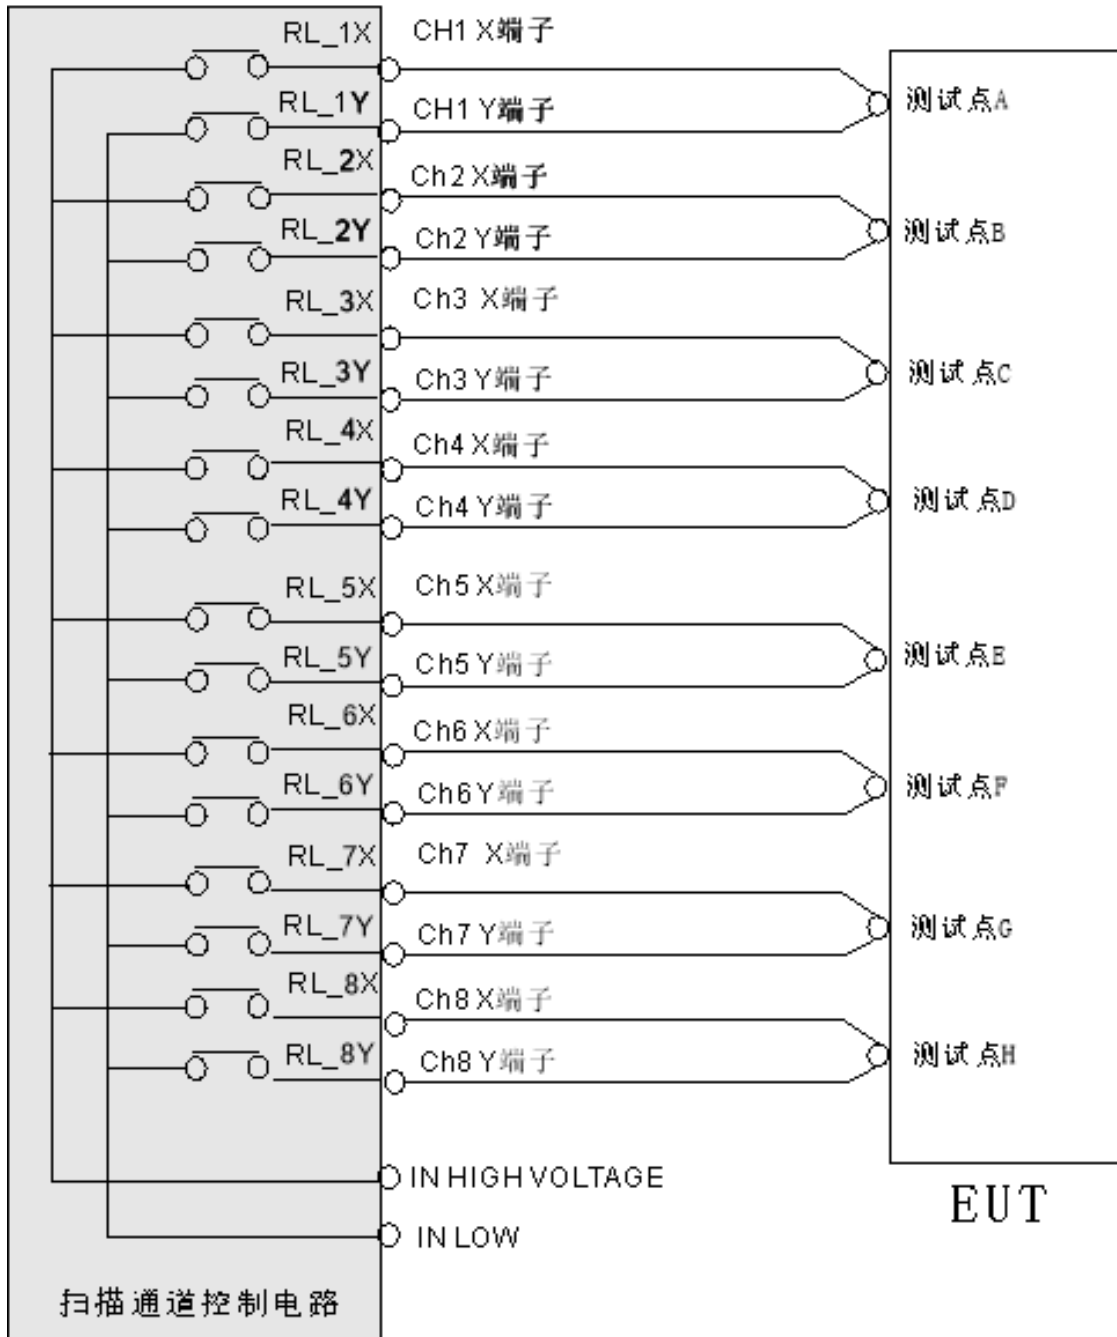 RL_1X CH1 X端子
RL_1Y CH1 Y端子 测试点A
RL_2X Ch2 X端子
RL_2Y Ch2 Y端子 测试点B
RL_3X Ch3 X端子
RL_3Y Ch3 Y端子 测试点C
RL_4X Ch4 X端子
RL_4Y Ch4 Y端子 测试点D
RL_5X Ch5 X端子
RL_5Y Ch5 Y端子 测试点E
RL_6X Ch6 X端子
RL_6Y Ch6 Y端子 测试点F
RL_7X Ch7 X端子
RL_7Y Ch7 Y端子 测试点G
RL_8X Ch8 X端子
RL_8Y Ch8 Y端子 测试点H
IN HIGH VOLTAGE
EUT
IN LOW
扫描通道控制电路